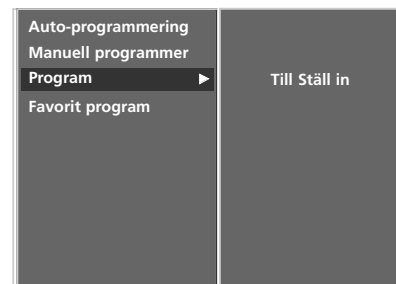 Auto-programmering
Manuell programmer
Program
Till Ställ in
Favorit program